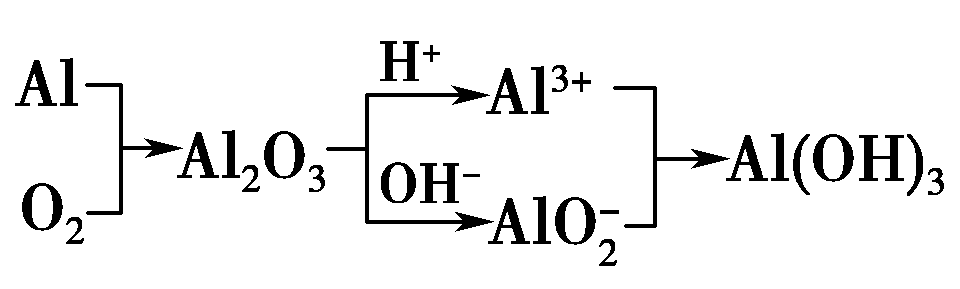 Al
O₂
Al₂O₃
H⁺
OH⁻
Al³⁺
AlO₂⁻
Al(OH)₃